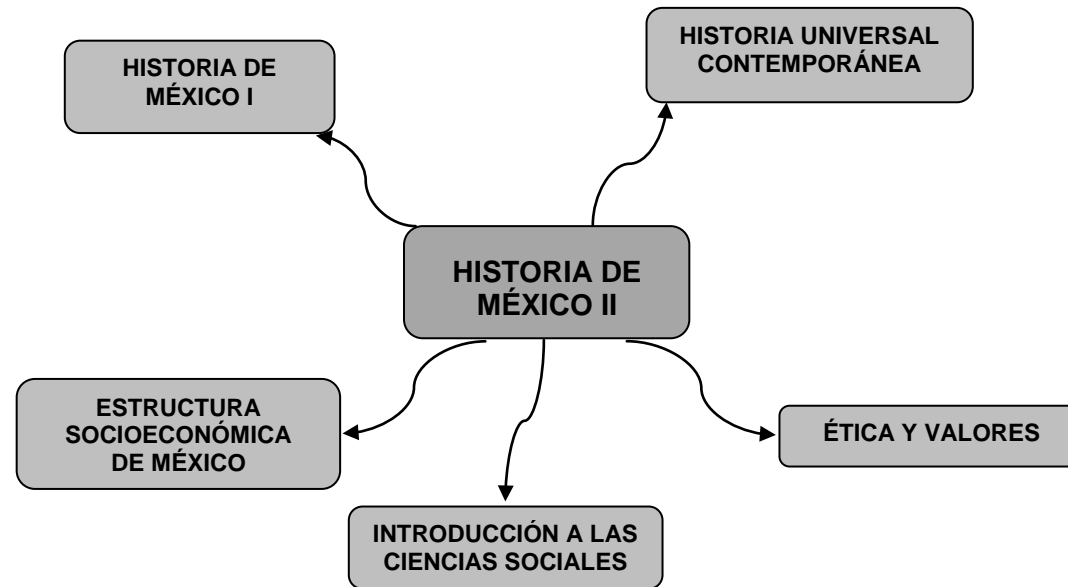 HISTORIA DE
MÉXICO I
HISTORIA UNIVERSAL
CONTEMPORÁNEA
HISTORIA DE
MÉXICO II
ESTRUCTURA
SOCIOECONÓMICA
DE MÉXICO
ÉTICA Y VALORES
INTRODUCCIÓN A LAS
CIENCIAS SOCIALES